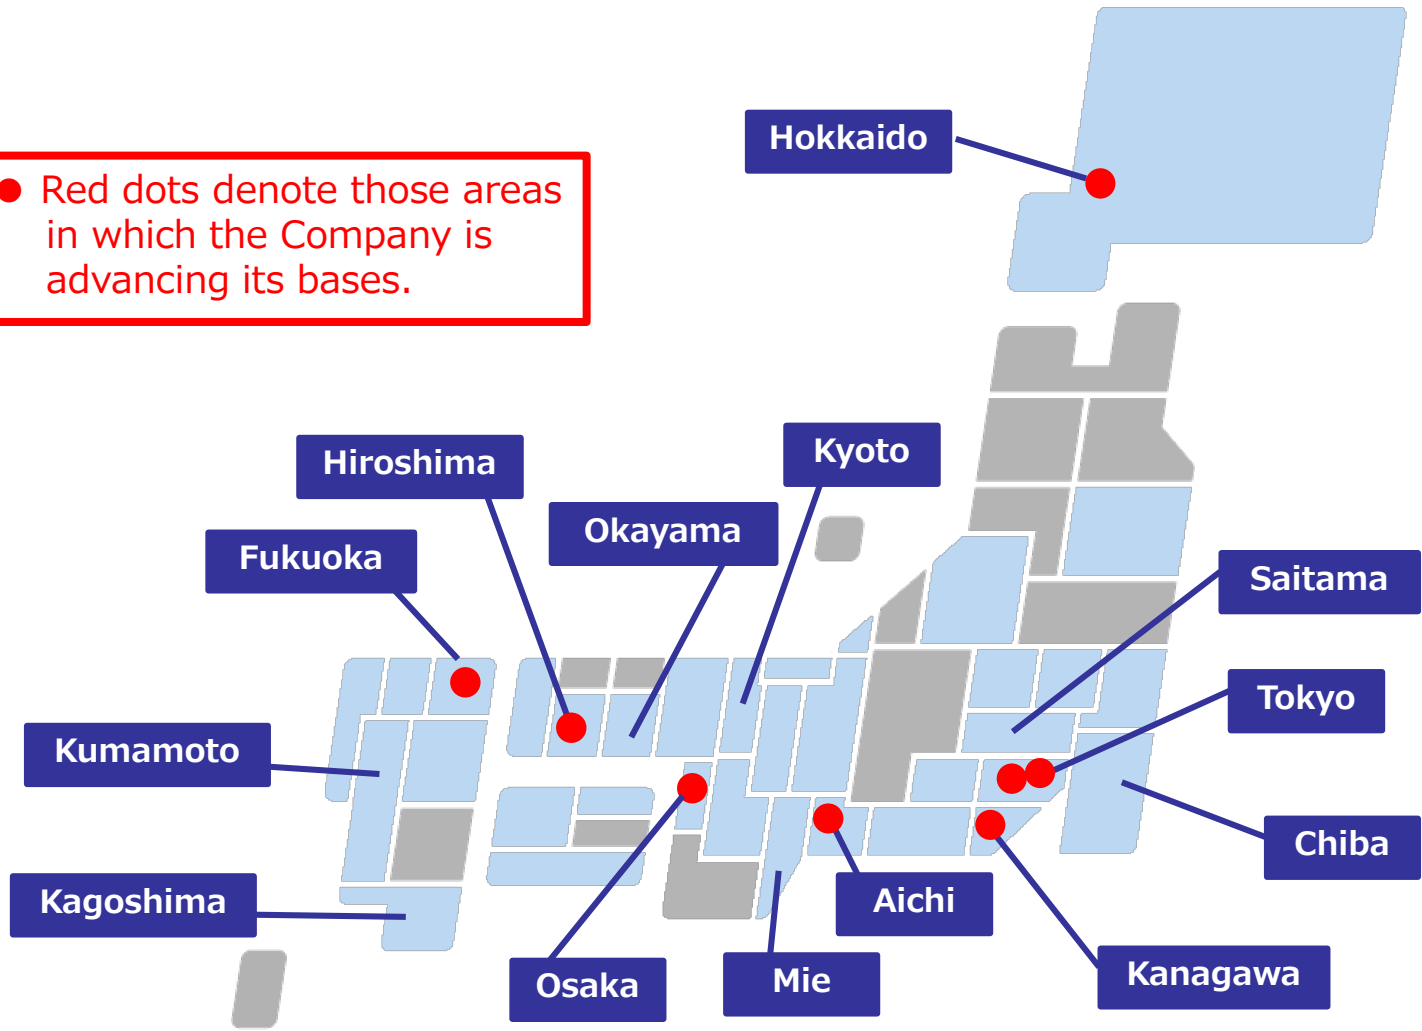 Hokkaido
Red dots denote those areas
in which the Company is
advancing its bases.
Kyoto
Hiroshima
Okayama
Fukuoka
Saitama
Tokyo
Kumamoto
Chiba
Kagoshima
Aichi
Kanagawa
Mie
Osaka